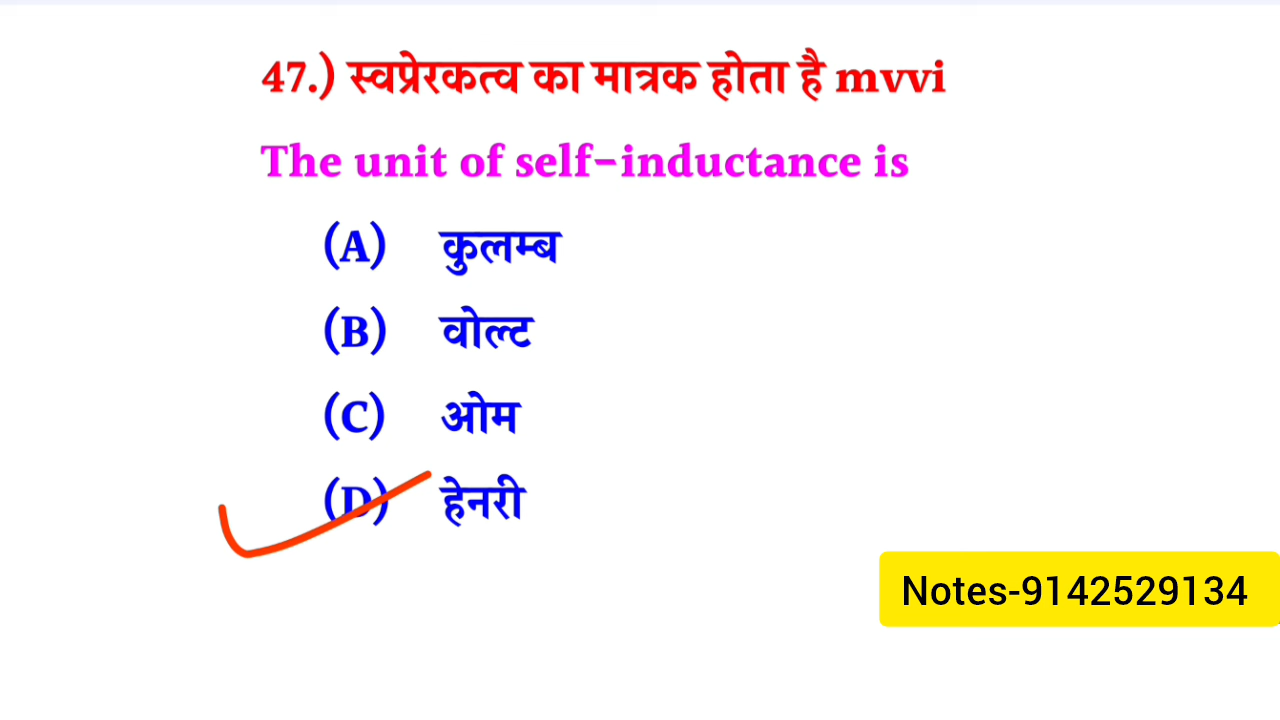 47.) स्वप्रेरकत्व का मात्रक होता है mvvi
The unit of self-inductance is
(A) कुलम्ब
(B) वोल्ट
(C) ओम
(D) हेनरी
Notes-9142529134